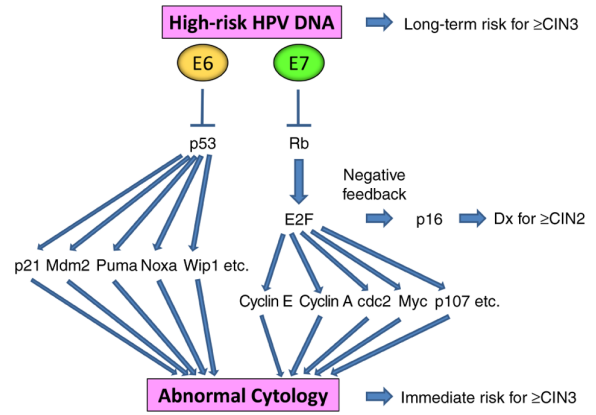 High-risk HPV DNA
Long-term risk for ≥CIN3
E6
E7
p53
Rb
Negative
feedback
E2F
p16
Dx for ≥CIN2
p21 Mdm2 Puma Noxa Wip1 etc.
Cyclin E Cyclin A cdc2 Myc p107 etc.
Abnormal Cytology
Immediate risk for ≥CIN3